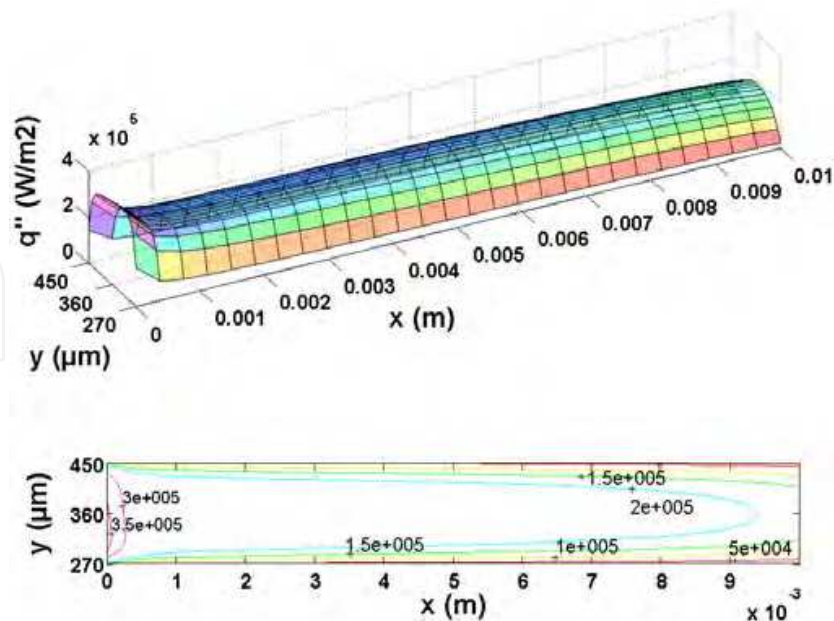 x 10 5
4
2
0
q" (W/m2)
450
360
270
y (µm)
0
0.001
0.002
0.003
0.004
0.005
0.006
0.007
0.008
0.009
0.01
x (m)
450
360
270
y (µm)
3e+005
3.5e+005
1.5e+005
2e+005
1.5e+005
1e+005
5e+004
0
1
2
3
4
5
6
7
8
9
x (m)
x 10 -3